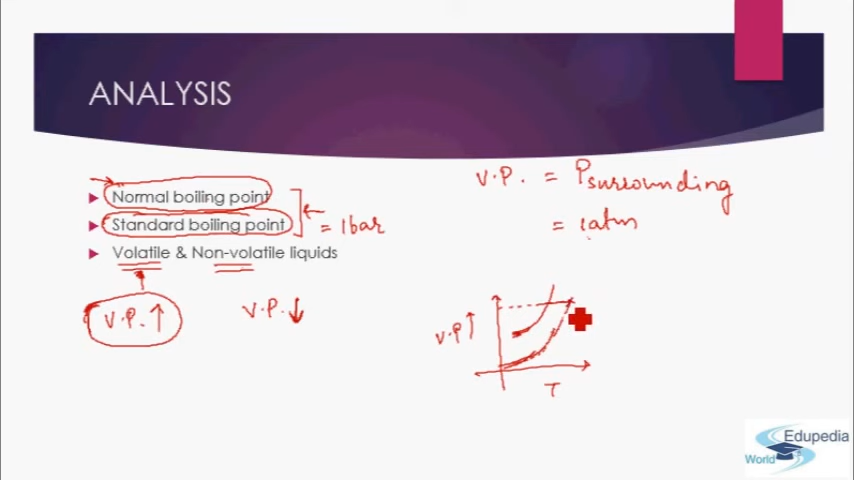 ANALYSIS
Normal boiling point
Standard boiling point
= 1bar
Volatile & Non-volatile liquids
V.P. ↑
V.P. ↓
V.P. = Psurrounding
= 1atm
V.P ↑
T
Edupedia
World